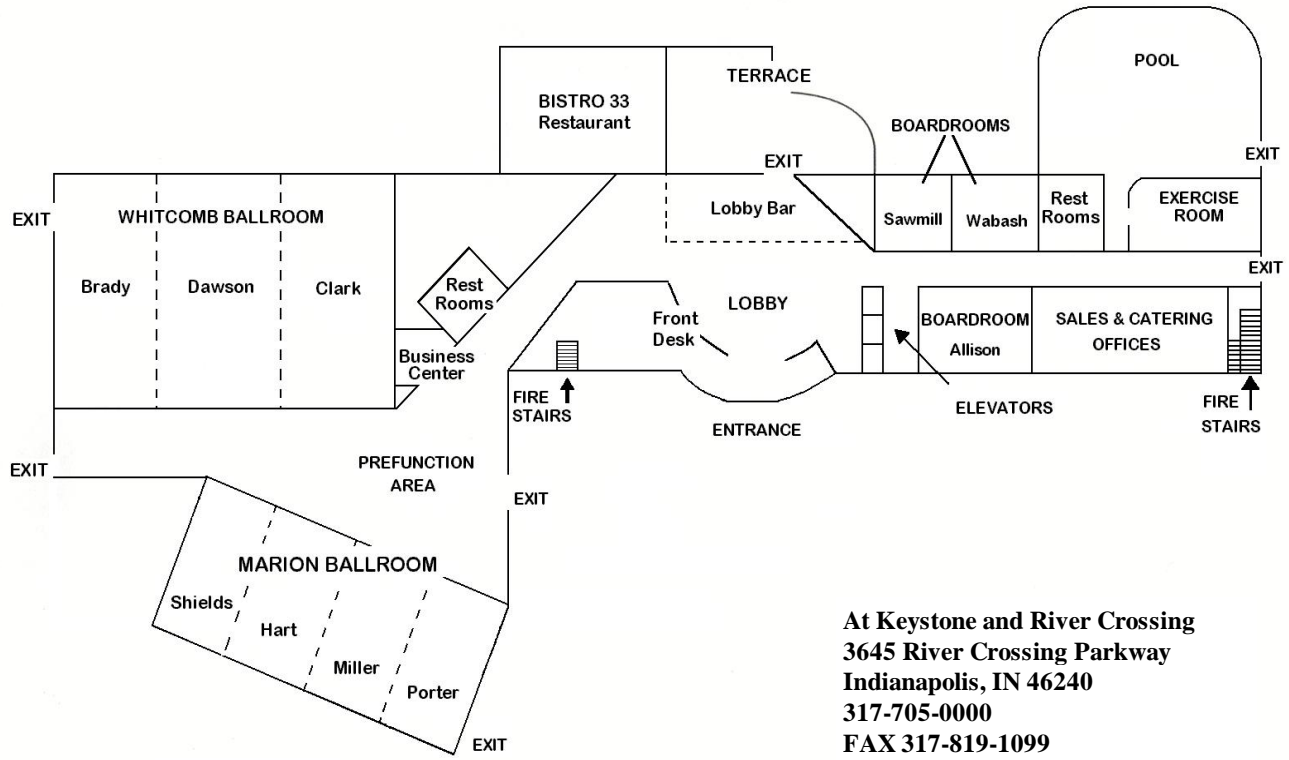 POOL
TERRACE
BISTRO 33
Restaurant
BOARDROOMS
EXIT
EXIT
EXIT
WHITCOMB BALLROOM
Lobby Bar
Sawmill
Wabash
Rest
Rooms
EXERCISE
ROOM
EXIT
Brady
Dawson
Clark
Rest
Rooms
LOBBY
Front
Desk
BOARDROOM
Allison
SALES & CATERING
OFFICES
Business
Center
FIRE
STAIRS
ELEVATORS
FIRE
STAIRS
ENTRANCE
EXIT
PREFUNCTION
AREA
EXIT
MARION BALLROOM
Shields
Hart
Miller
Porter
EXIT
At Keystone and River Crossing
3645 River Crossing Parkway
Indianapolis, IN 46240
317-705-0000
FAX 317-819-1099